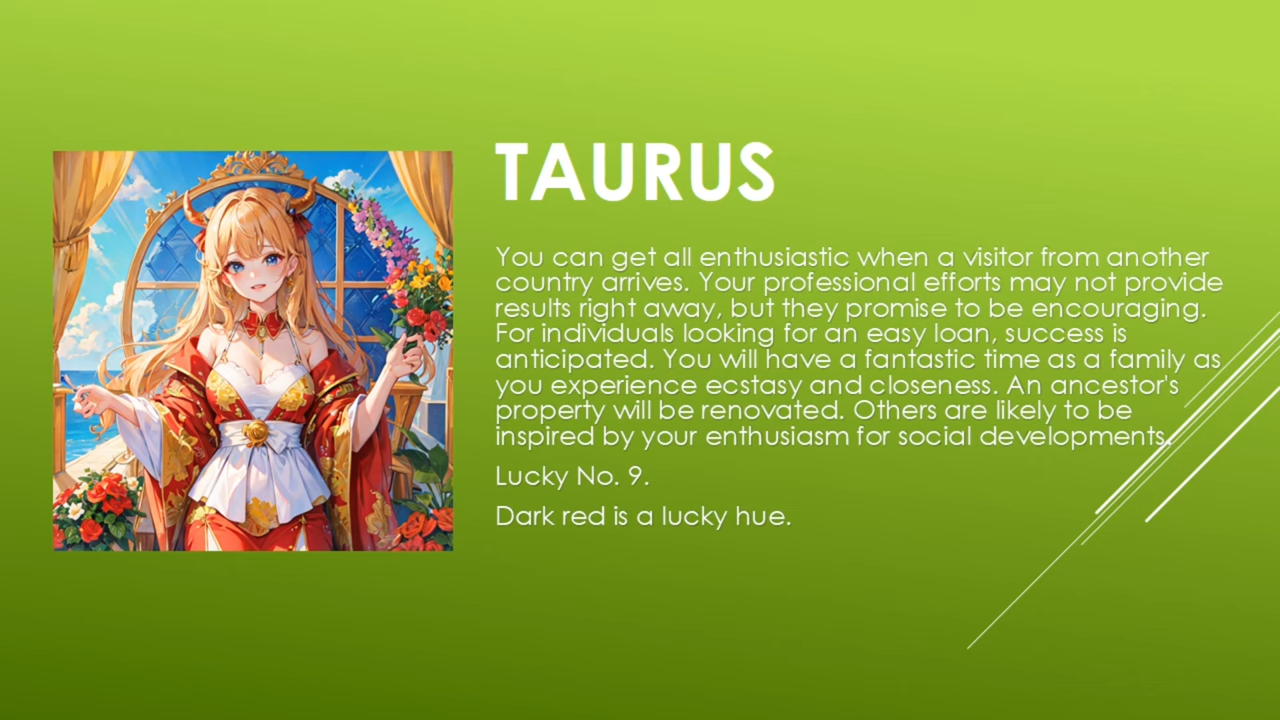 TAURUS
You can get all enthusiastic when a visitor from another
country arrives. Your professional efforts may not provide
results right away, but they promise to be encouraging.
For individuals looking for an easy loan, success is
anticipated. You will have a fantastic time as a family as
you experience ecstasy and closeness. An ancestor's
property will be renovated. Others are likely to be
inspired by your enthusiasm for social developments.
Lucky No. 9.
Dark red is a lucky hue.